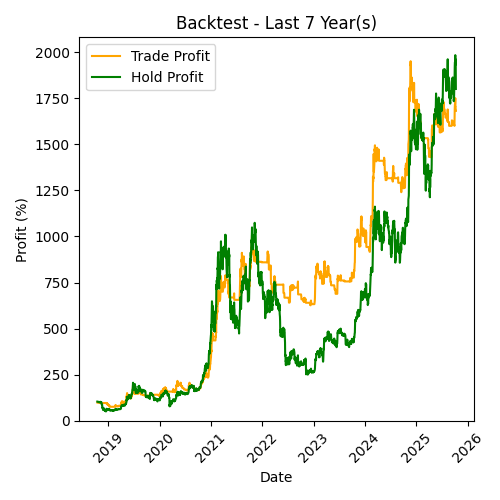 Backtest - Last 7 Year(s)
Trade Profit
Hold Profit
Profit (%)
2000
1750
1500
1250
1000
750
500
250
0
2019 2020 2021 2022 2023 2024 2025 2026
Date